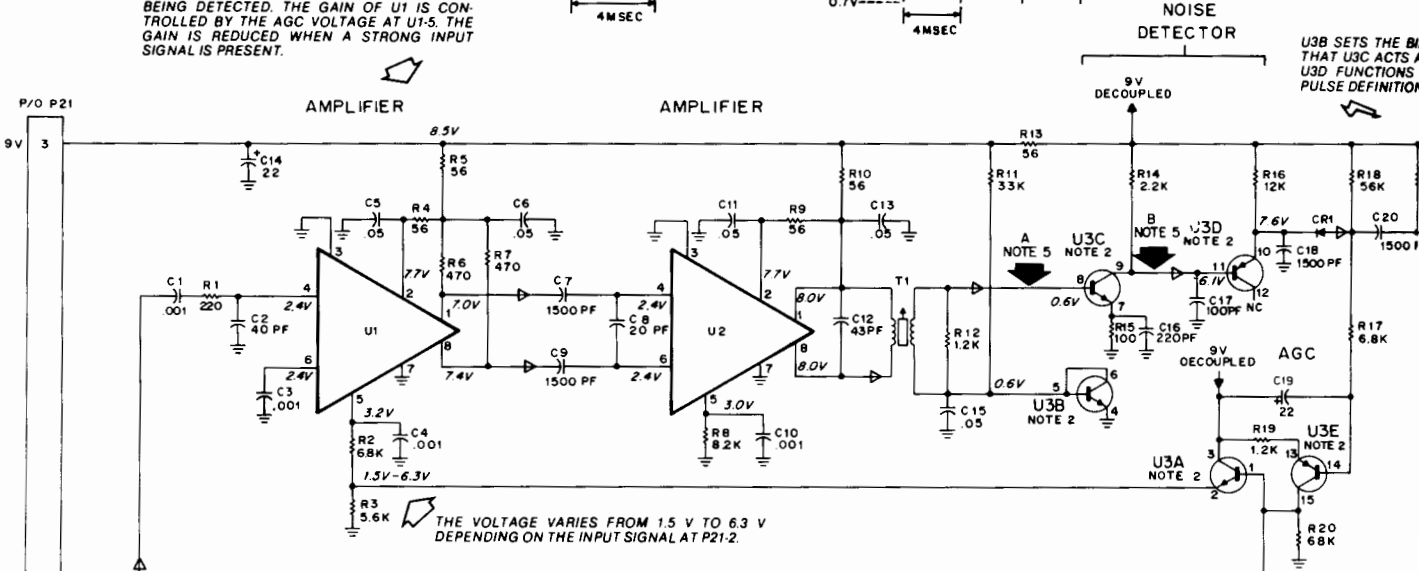 BEING DETECTED. THE GAIN OF U1 IS CON-
TROLLED BY THE AGC VOLTAGE AT U1-5. THE
GAIN IS REDUCED WHEN A STRONG INPUT
SIGNAL IS PRESENT.
4MSEC
0.7V
4MSEC
NOISE
DETECTOR
U3B SETS THE
THAT U3C ACTS
U3D FUNCTIONS
PULSE DEFINITION
P/O P21
AMPLIFIER
AMPLIFIER
9V
DECOUPLED
9V
3
8.5V
C14
22
R5
56
R10
56
R13
56
R11
33K
R14
2.2K
R16
12K
R18
56K
C20
1500 P
C5
.05
R4
56
C6
.05
C11
.05
R9
56
C13
.05
A
NOTE 5
U3C
NOTE 2
B
NOTE 5
U3D
NOTE 2
7.6V
CR1
C18
1500PF
3
R6
470
R7
470
3
7.7V
2
7.7V
2
C1
.001
R1
220
C2
40 PF
4
2.4V
7.0V
1
C7
1500 PF
C8
20 PF
4
2.4V
8.0V
1
T1
C12
43PF
8
0.6V
9
7
11
6.1V
10
12
NC
C17
100PF
U1
U2
R12
1.2K
R15
100
C16
220PF
R17
6.8K
6
2.4V
C3
.001
8
7.4V
7
C9
1500 PF
6
2.4V
8
8.0V
7
0.6V
5
6
4
U3B
NOTE 2
C15
.05
9V
DECOUPLED
AGC
C19
22
5
3.2V
C4
.001
R2
6.8K
5
3.0V
R8
8.2K
C10
.001
R19
1.2K
U3E
NOTE 2
U3A
NOTE 2
3
1
2
13
14
15
1.5V-6.3V
R3
5.6K
THE VOLTAGE VARIES FROM 1.5 V TO 6.3 V
DEPENDING ON THE INPUT SIGNAL AT P21-2.
R20
68K